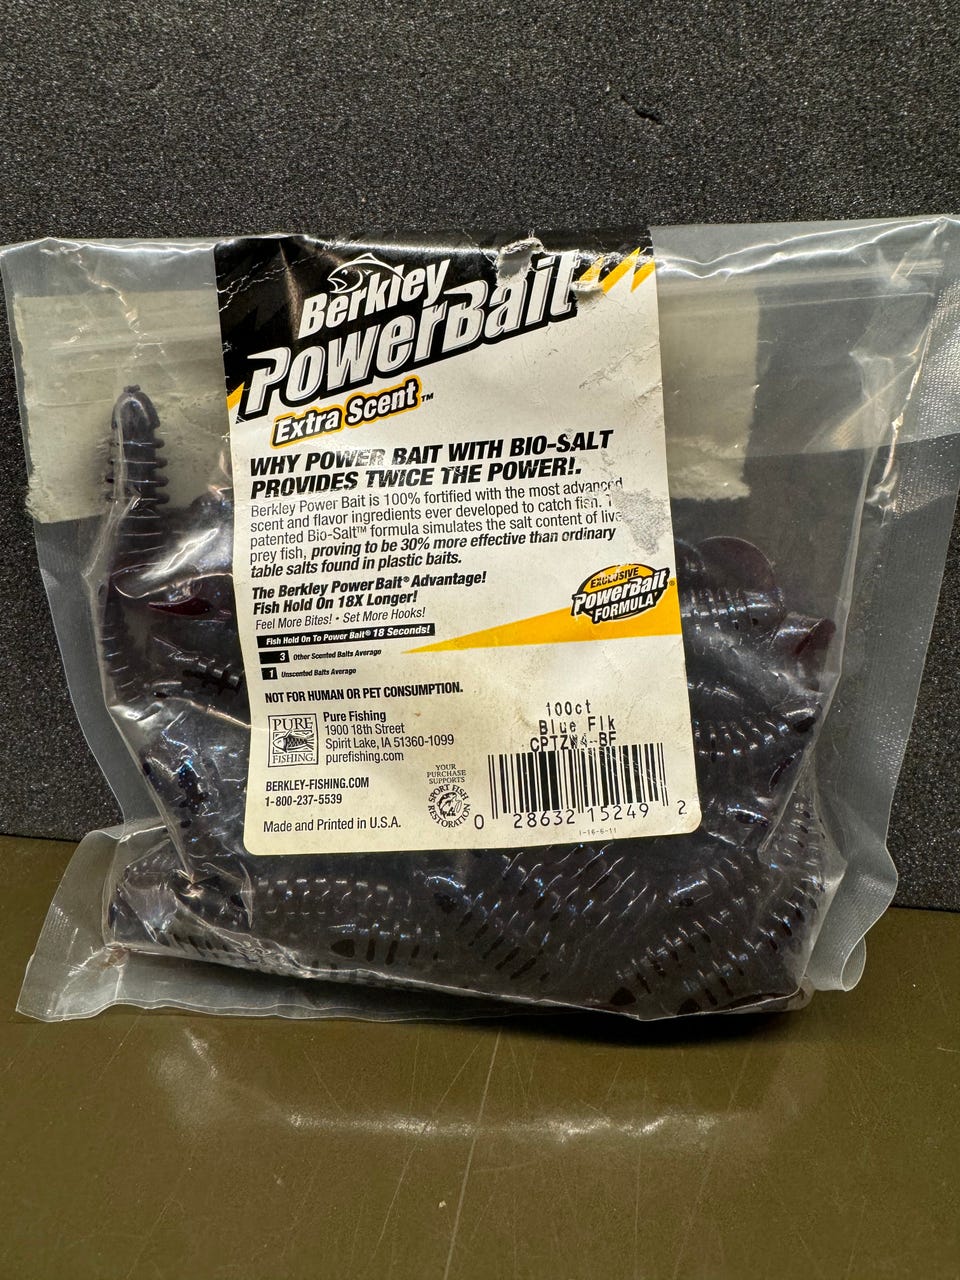 Berkley
PowerBait
Extra Scent™
WHY POWER BAIT WITH BIO-SALT
PROVIDES TWICE THE POWER!.
Berkley Power Bait is 100% fortified with the most advanced
scent and flavor ingredients ever developed to catch fish.
patented Bio-Salt™ formula simulates the salt content of live
prey fish, proving to be 30% more effective than ordinary
table salts found in plastic baits.
The Berkley Power Bait® Advantage!
Fish Hold On 18X Longer!
Feel More Bites! • Set More Hooks!
Fish Hold On To Power Bait® 18 Seconds!
3 Other Scented Baits Average
1 Unscented Baits Average
EXCLUSIVE
PowerBait®
FORMULA
NOT FOR HUMAN OR PET CONSUMPTION.
PURE
FISHING
Pure Fishing
1900 18th Street
Spirit Lake, IA 51360-1099
purefishing.com
BERKLEY-FISHING.COM
1-800-237-5539
Made and Printed in U.S.A.
YOUR
PURCHASE
SUPPORTS
SPORT FISH
RESTORATION
100ct
Blue Flk
CPTZW4-BF
0 28632 15249 2
1-16-6-11